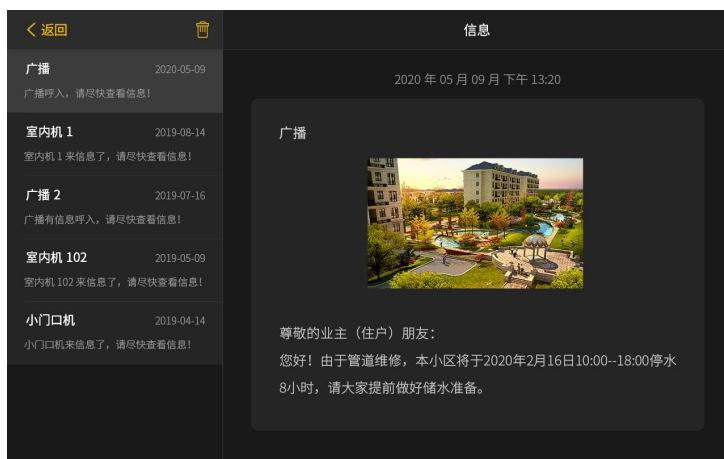 返回
广播 2020-05-09
广播呼入，请尽快查看信息！
室内机 1 2019-08-14
室内机 1 来信息了，请尽快查看信息！
广播 2 2019-07-16
广播有信息呼入，请尽快查看信息！
室内机 102 2019-05-09
室内机 102 来信息了，请尽快查看信息！
小门口机 2019-04-14
小门口机来信息了，请尽快查看信息！
信息
2020 年 05 月 09 月 下午 13:20
广播
尊敬的业主（住户）朋友：
您好！由于管道维修，本小区将于2020年2月16日10:00--18:00停水
8小时，请大家提前做好储水准备。